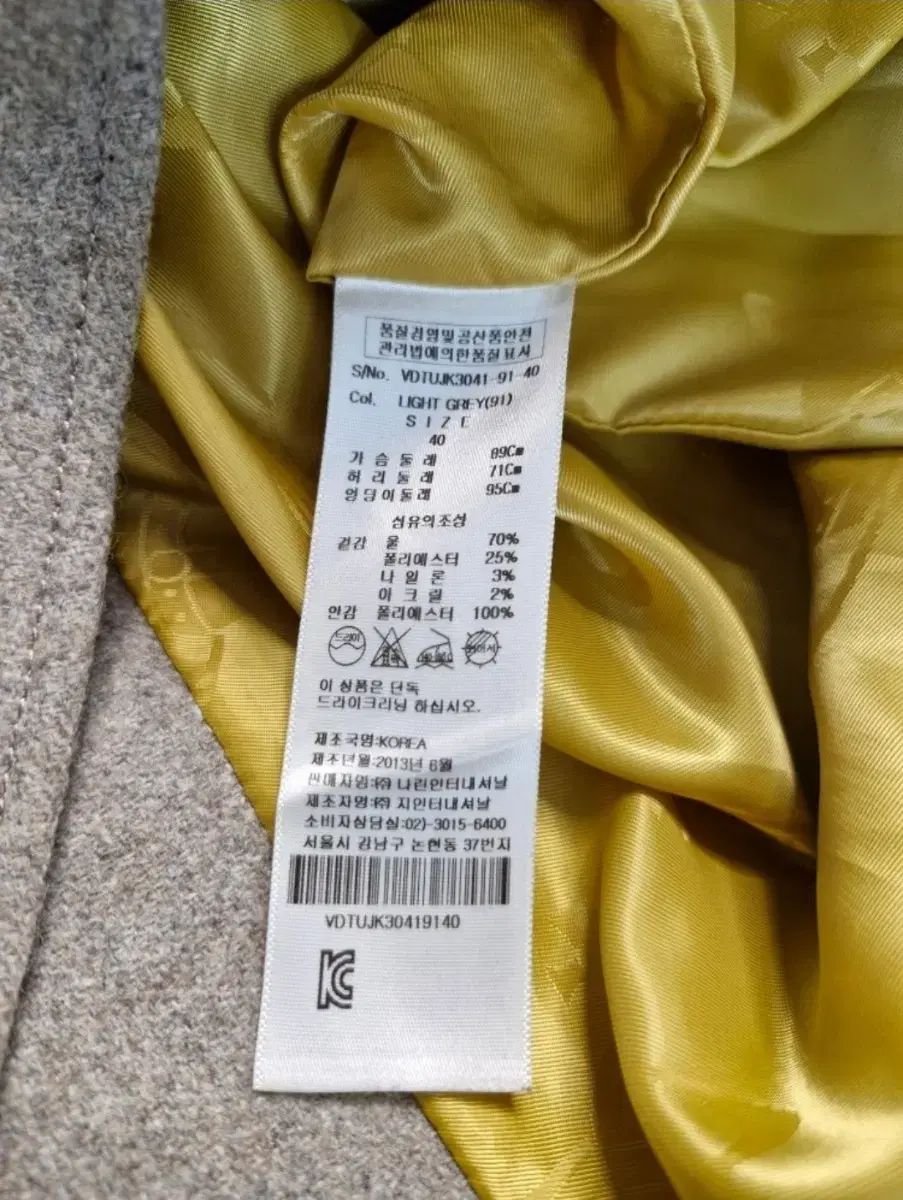 품질경영및공산품안전
관리법에의한품질표시
S/No. VDTUJK3041-91-40
Col. LIGHT GREY(91)
SIZE
40
가슴둘레 89Cm
허리둘레 71Cm
엉덩이둘레 95Cm
섬유의조성
겉감 울 70%
폴리에스터 25%
나일론 3%
아크릴 2%
안감 폴리에스터 100%
드라이
이 상품은 단독
드라이크리닝 하십시오.
제조국명:KOREA
제조년월:2013년 6월
판매자명:㈜ 나린인터내셔날
제조자명:㈜ 지인터내셔날
소비자상담실:02)-3015-6400
서울시 강남구 논현동 37번지
VDTUJK30419140
KC